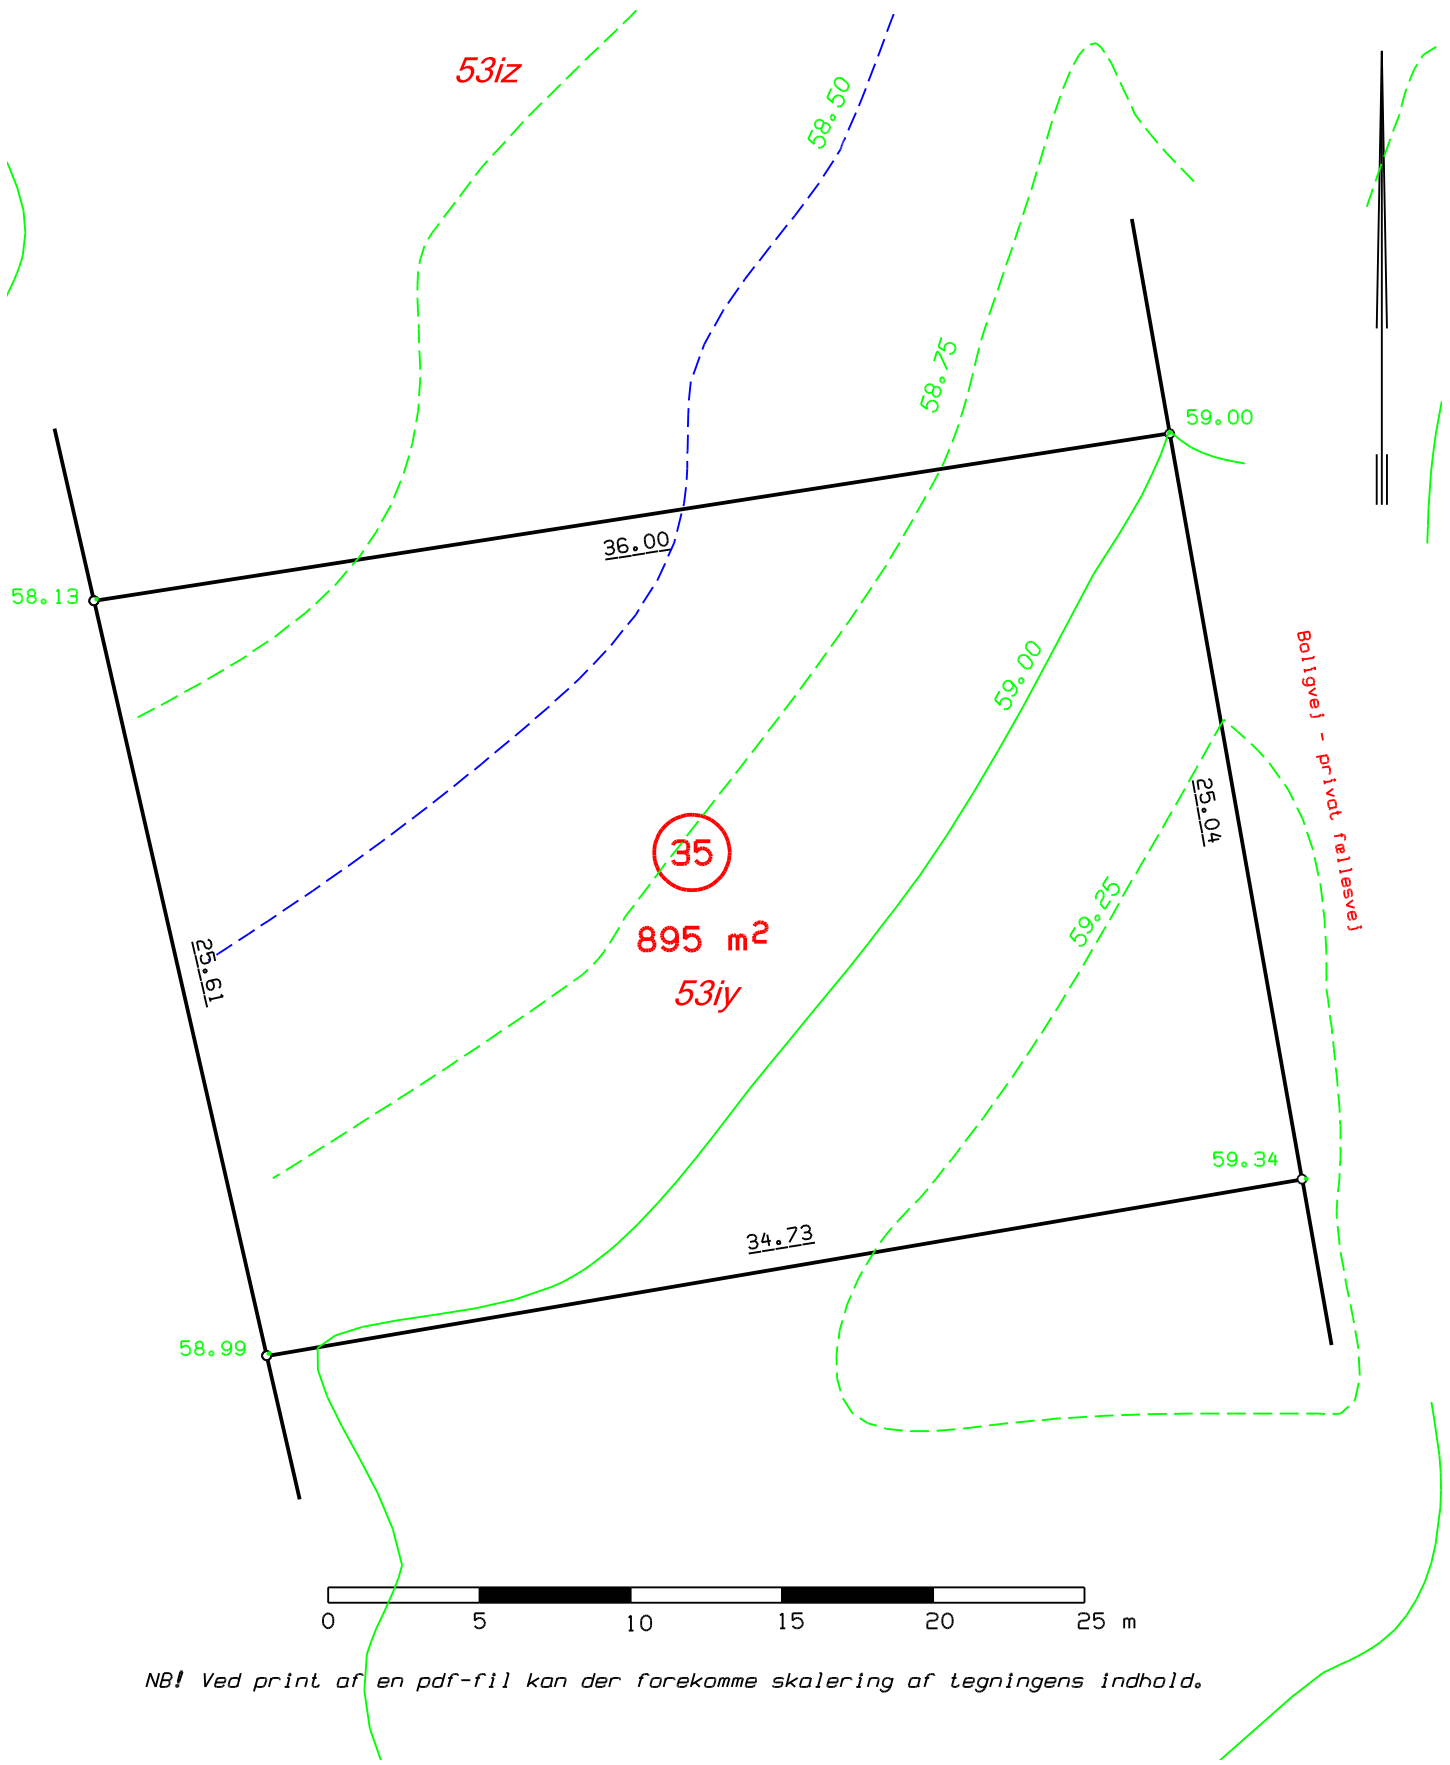 53iz
58.50
58.75
59.00
36.00
58.13
Boligvej - privat fællesvej
59.00
25.04
35
59.25
895 m²
25.61
53iy
59.34
34.73
58.99
0 5 10 15 20 25 m
NB! Ved print af en pdf-fil kan der forekomme skalering af tegningens indhold.